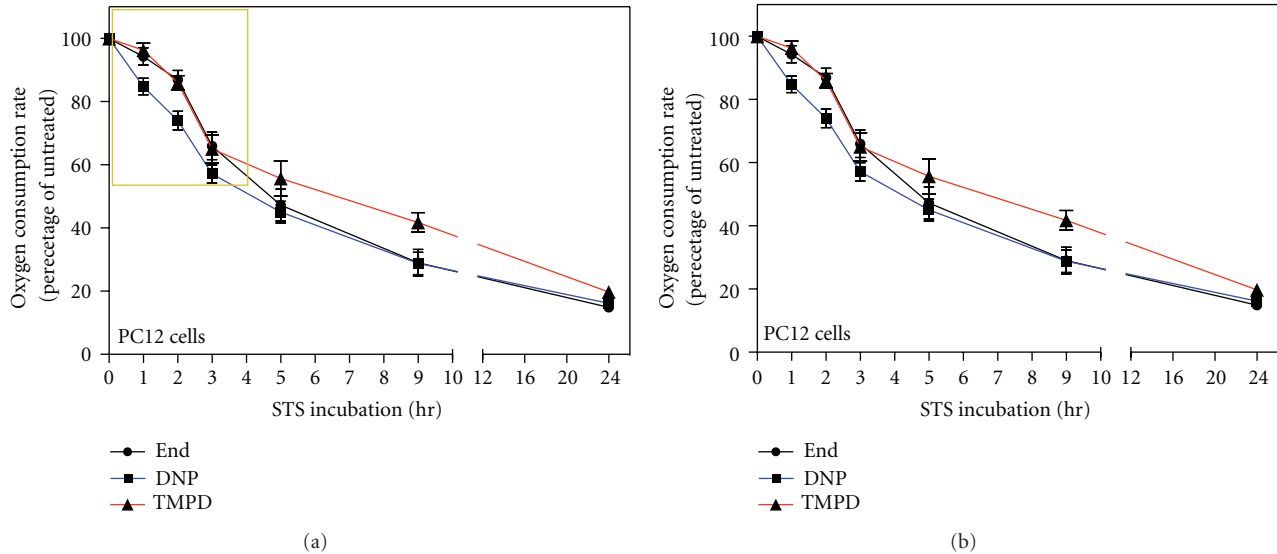 Oxygen consumption rate
(perecetage of untreated)
100
80
60
40
20
0
PC12 cells
0 1 2 3 4 5 6 7 8 9 10 12 16 20 24
STS incubation (hr)
End
DNP
TMPD
(a)
Oxygen consumption rate
(perecetage of untreated)
100
80
60
40
20
0
PC12 cells
0 1 2 3 4 5 6 7 8 9 10 12 16 20 24
STS incubation (hr)
End
DNP
TMPD
(b)